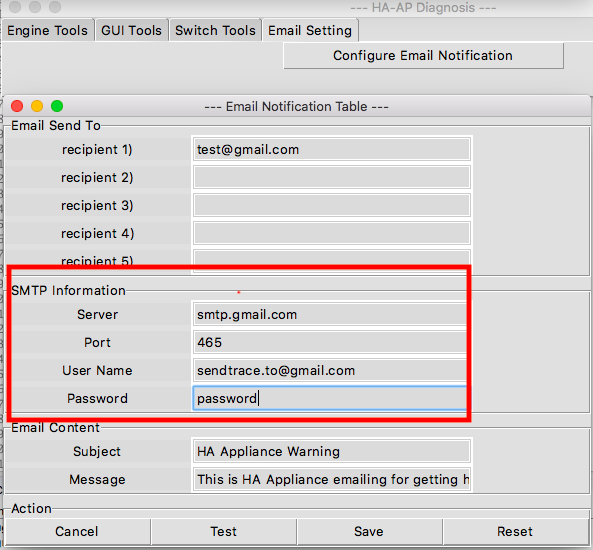 --- HA-AP Diagnosis ---
Engine Tools GUI Tools Switch Tools Email Setting
Configure Email Notification
--- Email Notification Table ---
Email Send To
recipient 1) test@gmail.com
recipient 2)
recipient 3)
recipient 4)
recipient 5)
SMTP Information
Server smtp.gmail.com
Port 465
User Name sendtrace.to@gmail.com
Password password
Email Content
Subject HA Appliance Warning
Message This is HA Appliance emailing for getting h
Action
Cancel Test Save Reset